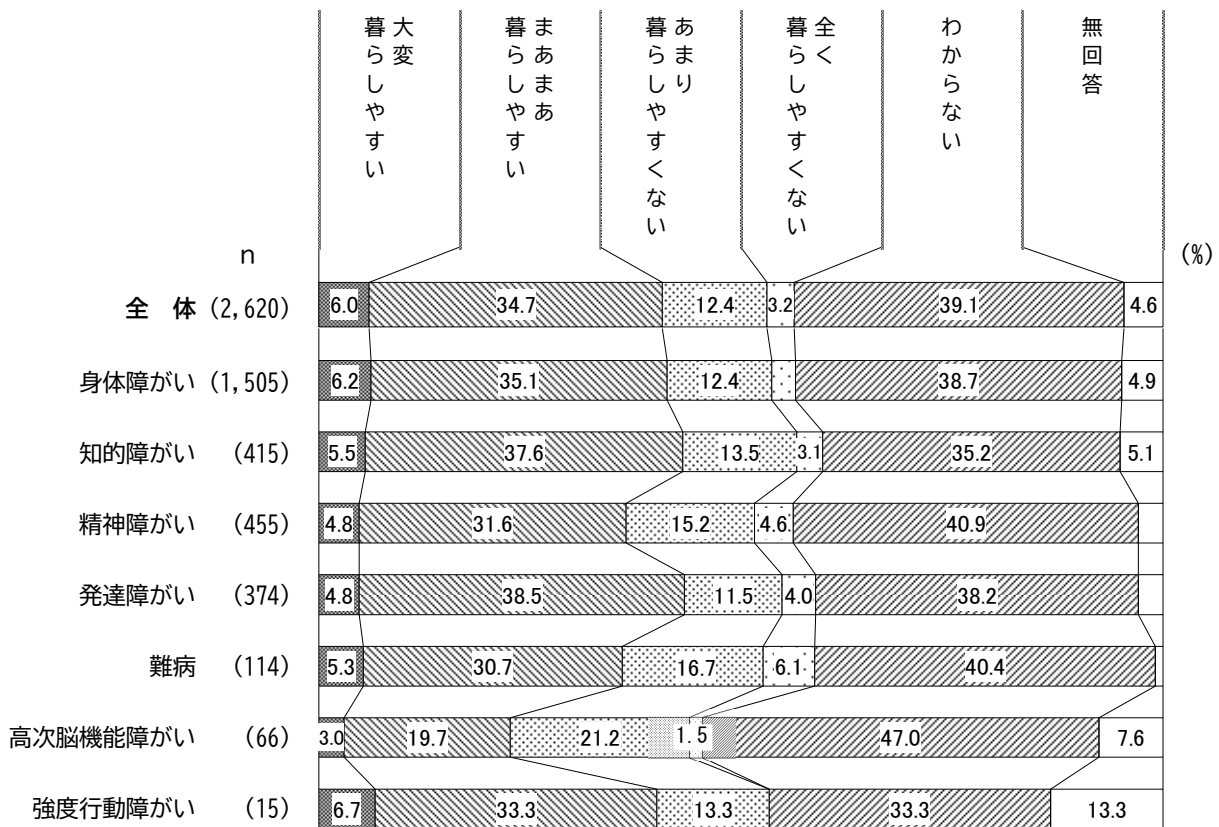 大変
暮らしやすい
まあまあ
暮らしやすい
あまり
暮らしやすくない
全く
暮らしやすくない
わからない
無回答
n
(%)
全 体 (2,620) 6.0 34.7 12.4 3.2 39.1 4.6
身体障がい (1,505) 6.2 35.1 12.4 38.7 4.9
知的障がい (415) 5.5 37.6 13.5 3.1 35.2 5.1
精神障がい (455) 4.8 31.6 15.2 4.6 40.9
発達障がい (374) 4.8 38.5 11.5 4.0 38.2
難病 (114) 5.3 30.7 16.7 6.1 40.4
高次脳機能障がい (66) 3.0 19.7 21.2 1.5 47.0 7.6
強度行動障がい (15) 6.7 33.3 13.3 33.3 13.3